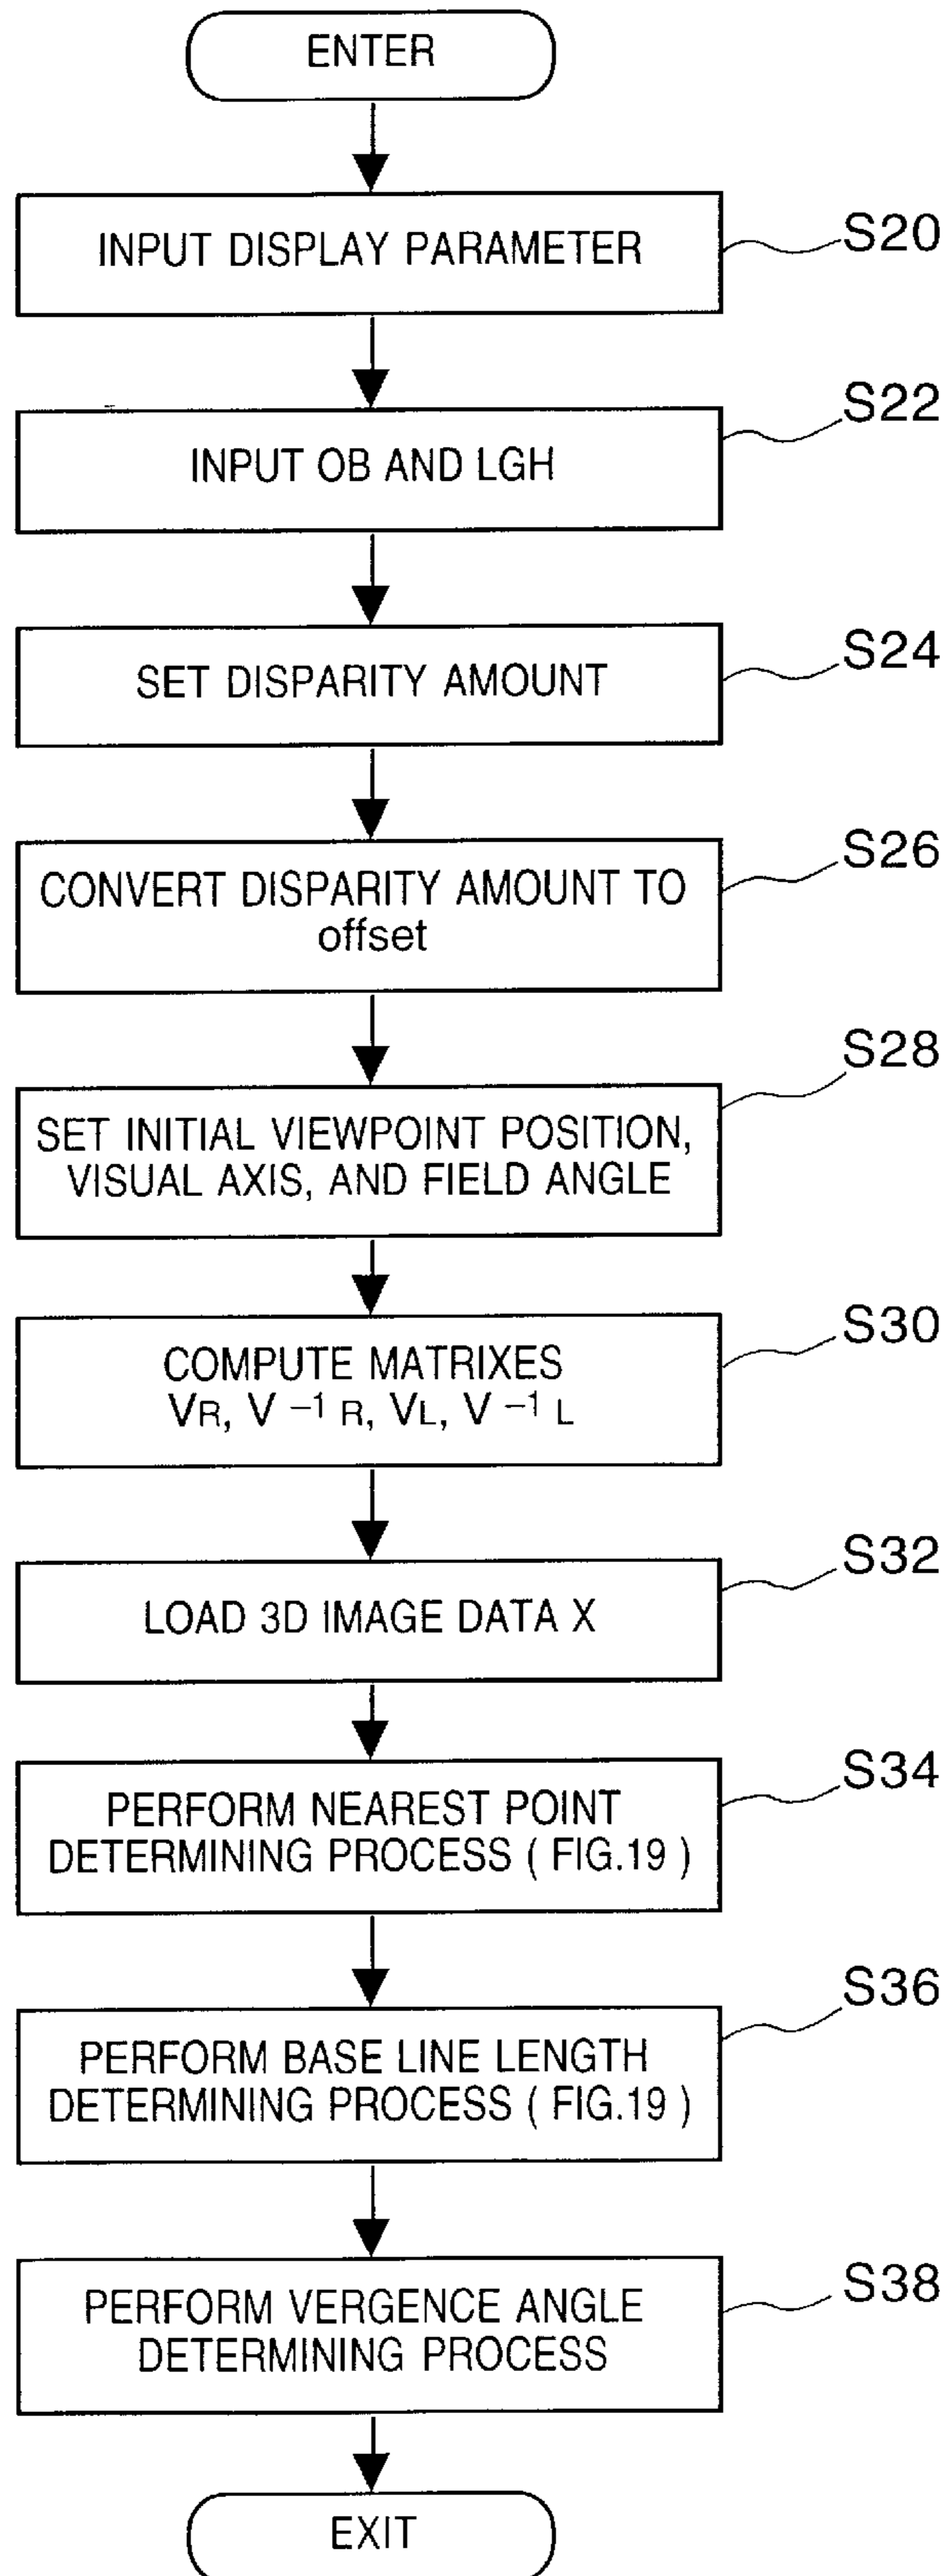 ENTER
INPUT DISPLAY PARAMETER
S20
INPUT OB AND LGH
S22
SET DISPARITY AMOUNT
S24
CONVERT DISPARITY AMOUNT TO
offset
S26
SET INITIAL VIEWPOINT POSITION,
VISUAL AXIS, AND FIELD ANGLE
S28
COMPUTE MATRIXES
VR, V⁻¹R, VL, V⁻¹L
S30
LOAD 3D IMAGE DATA X
S32
PERFORM NEAREST POINT
DETERMINING PROCESS ( FIG.19 )
S34
PERFORM BASE LINE LENGTH
DETERMINING PROCESS ( FIG.19 )
S36
PERFORM VERGENCE ANGLE
DETERMINING PROCESS
S38
EXIT